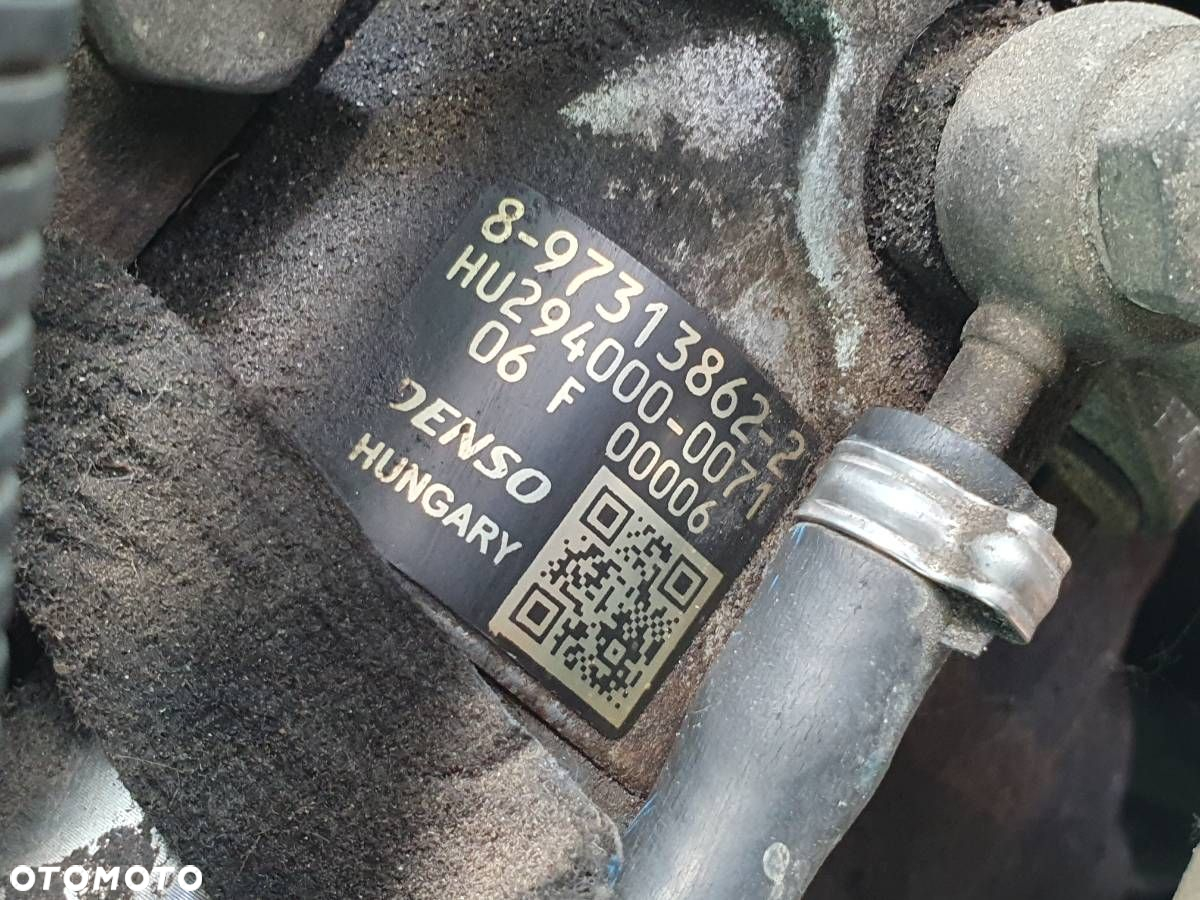 8-97313862-2
HU294000-0071
06 F 00006
DENSO
HUNGARY
OTOMOTO